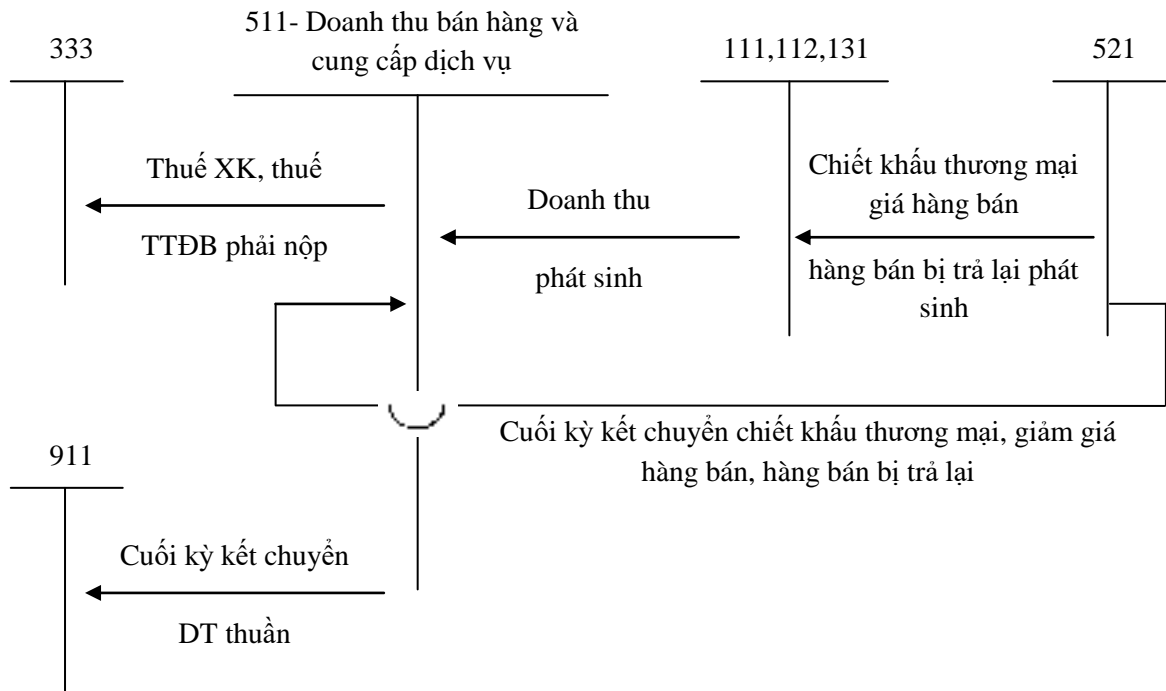 333
511- Doanh thu bán hàng và
cung cấp dịch vụ
111,112,131
521
Thuế XK, thuế
TTĐB phải nộp
Doanh thu
phát sinh
Chiết khấu thương mại
giá hàng bán
hàng bán bị trả lại phát
sinh
Cuối kỳ kết chuyển chiết khấu thương mại, giảm giá
hàng bán, hàng bán bị trả lại
911
Cuối kỳ kết chuyển
DT thuần